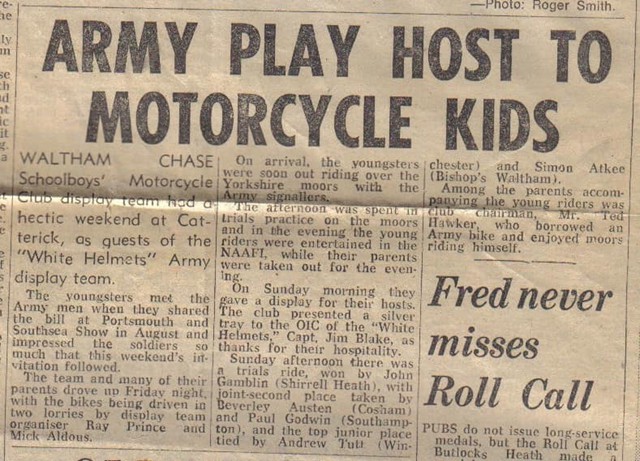 —Photo: Roger Smith.
ARMY PLAY HOST TO
MOTORCYCLE KIDS
WALTHAM CHASE
Schoolboys' Motorcycle
Club display team had a
hectic weekend at Cat-
terick, as guests of the
"White Helmets" Army
display team.
The youngsters met the
Army men when they shared
the bill at Portsmouth and
Southsea Show in August and
impressed the soldiers so
much that this weekend's in-
vitation followed.
The team and many of their
parents drove up Friday night,
with the bikes being driven in
two lorries by display team
organiser Ray Prince and
Mick Aldous.
On arrival, the youngsters
were soon out riding over the
Yorkshire moors with the
Army signallers.
The afternoon was spent in
trials practice on the moors
and in the evening the young
riders were entertained in the
NAAFI, while their parents
were taken out for the even-
ing.
On Sunday morning they
gave a display for their hosts.
The club presented a silver
tray to the OIC of the "White
Helmets," Capt. Jim Blake, as
thanks for their hospitality.
Sunday afternoon there was
a trials ride, won by John
Gamblin (Shirrell Heath), with
joint-second place taken by
Beverley Austen (Cosham)
and Paul Godwin (Southamp-
ton), and the top junior place
tied by Andrew Tutt (Win-
chester) and Simon Atkee
(Bishop's Waltham).
Among the parents accom-
panying the young riders was
club chairman, Mr. Ted
Hawker, who borrowed an
Army bike and enjoyed moors
riding himself.
Fred never
misses
Roll Call
PUBS do not issue long-service
medals, but the Roll Call at
Butlocks Heath made a